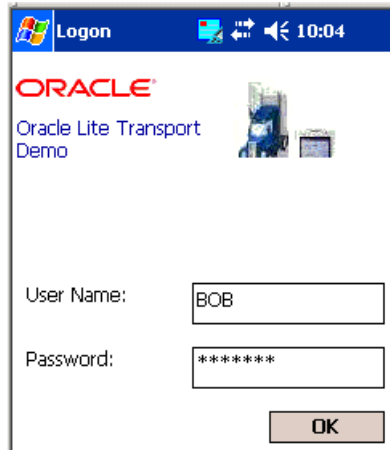 Logon 10:04
ORACLE
Oracle Lite Transport
Demo
User Name: BOB
Password: *******
OK